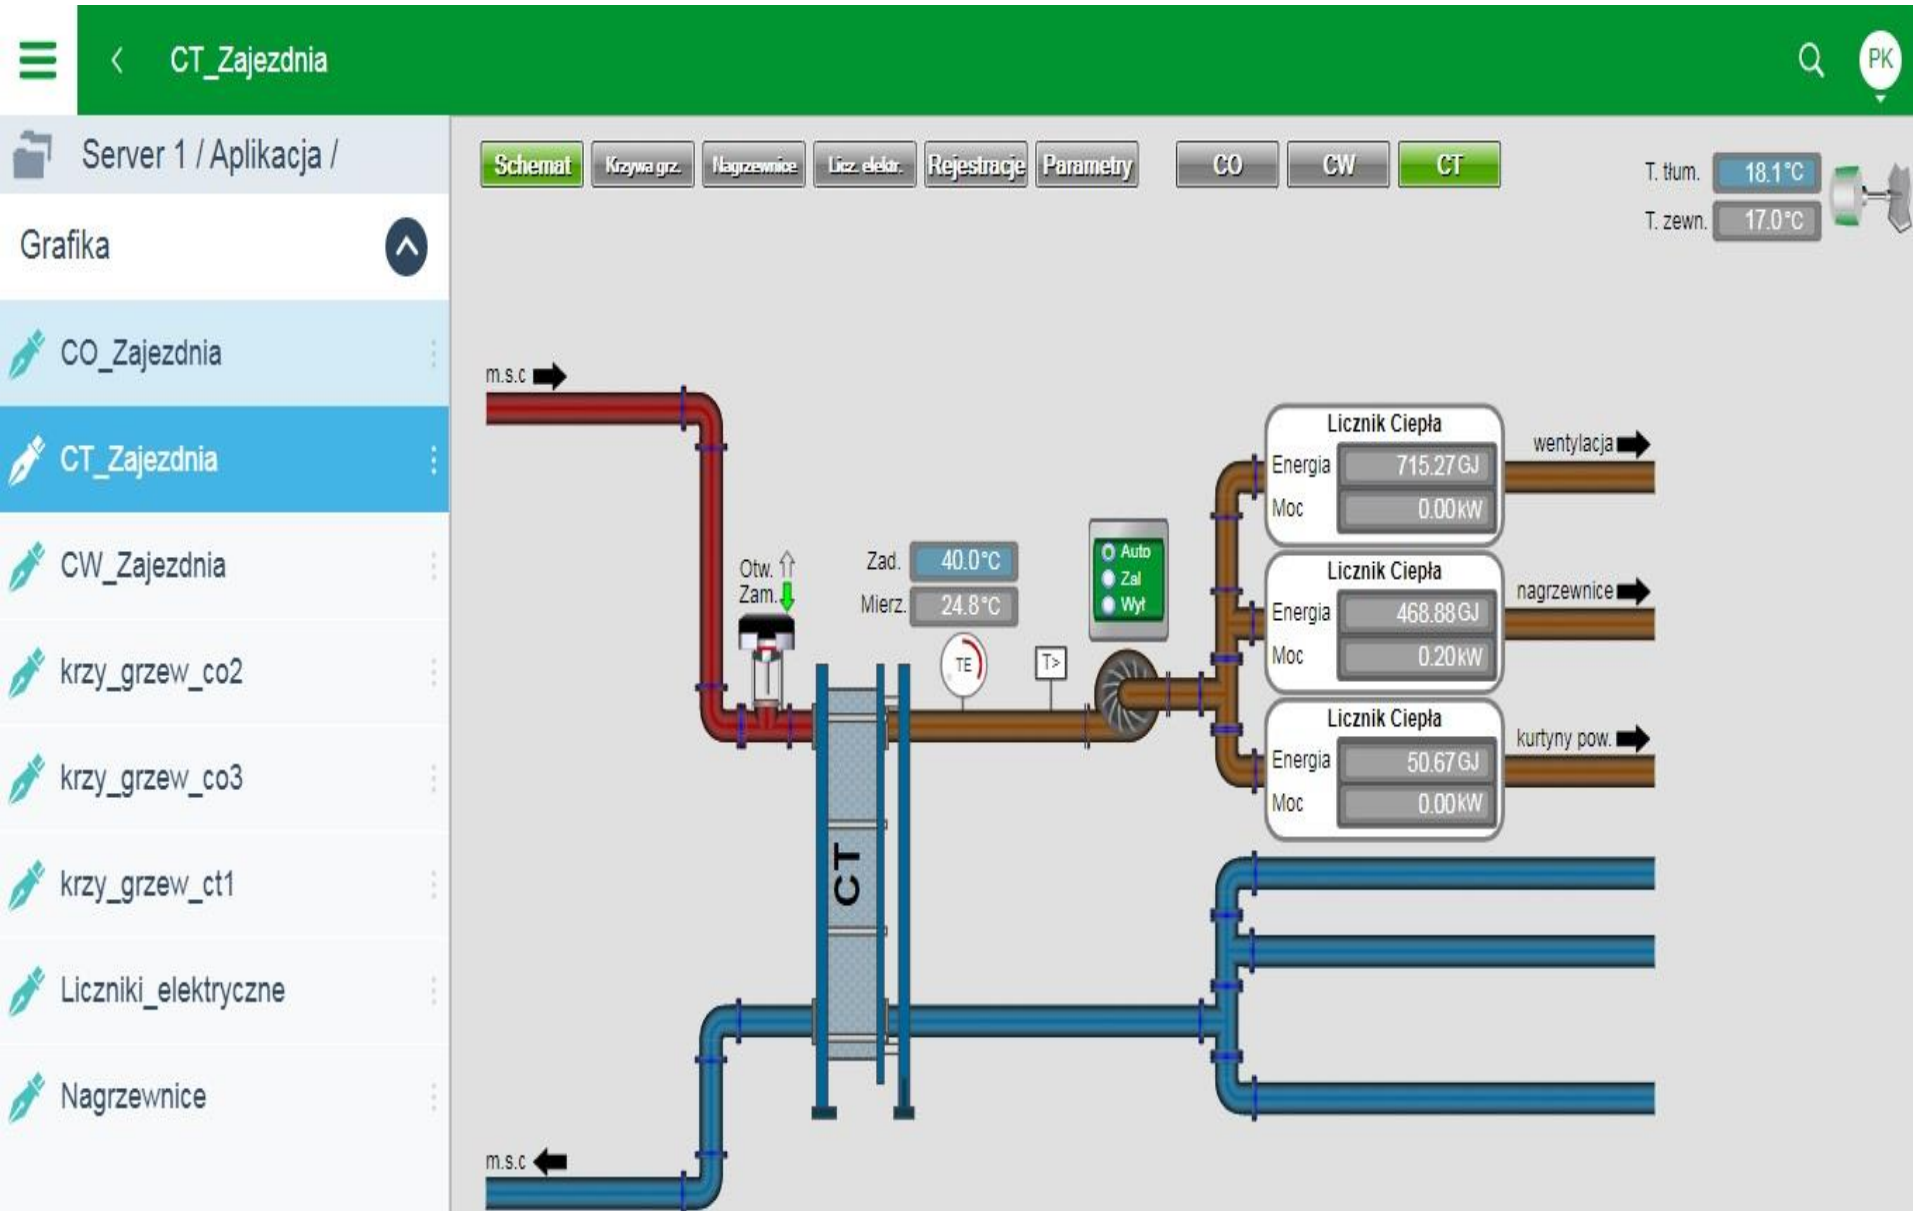 CT_Zajezdnia
PK
Server 1 / Aplikacja /
Grafika
CO_Zajezdnia
CT_Zajezdnia
CW_Zajezdnia
krzy_grzew_co2
krzy_grzew_co3
krzy_grzew_ct1
Liczniki_elektryczne
Nagrzewnice
Schemat Krzywa grz. Nagrzewnice Licz. elektr. Rejestracje Parametry CO CW CT
T. tłum. 18.1°C
T. zewn. 17.0°C
m.s.c
Otw.
Zam.
Zad. 40.0°C
Mierz. 24.8°C
TE
T>
Auto
Zał
Wył
Licznik Ciepła
Energia 715.27GJ
Moc 0.00kW
wentylacja
Licznik Ciepła
Energia 468.88GJ
Moc 0.20kW
nagrzewnice
Licznik Ciepła
Energia 50.67GJ
Moc 0.00kW
kurtyny pow.
CT
m.s.c